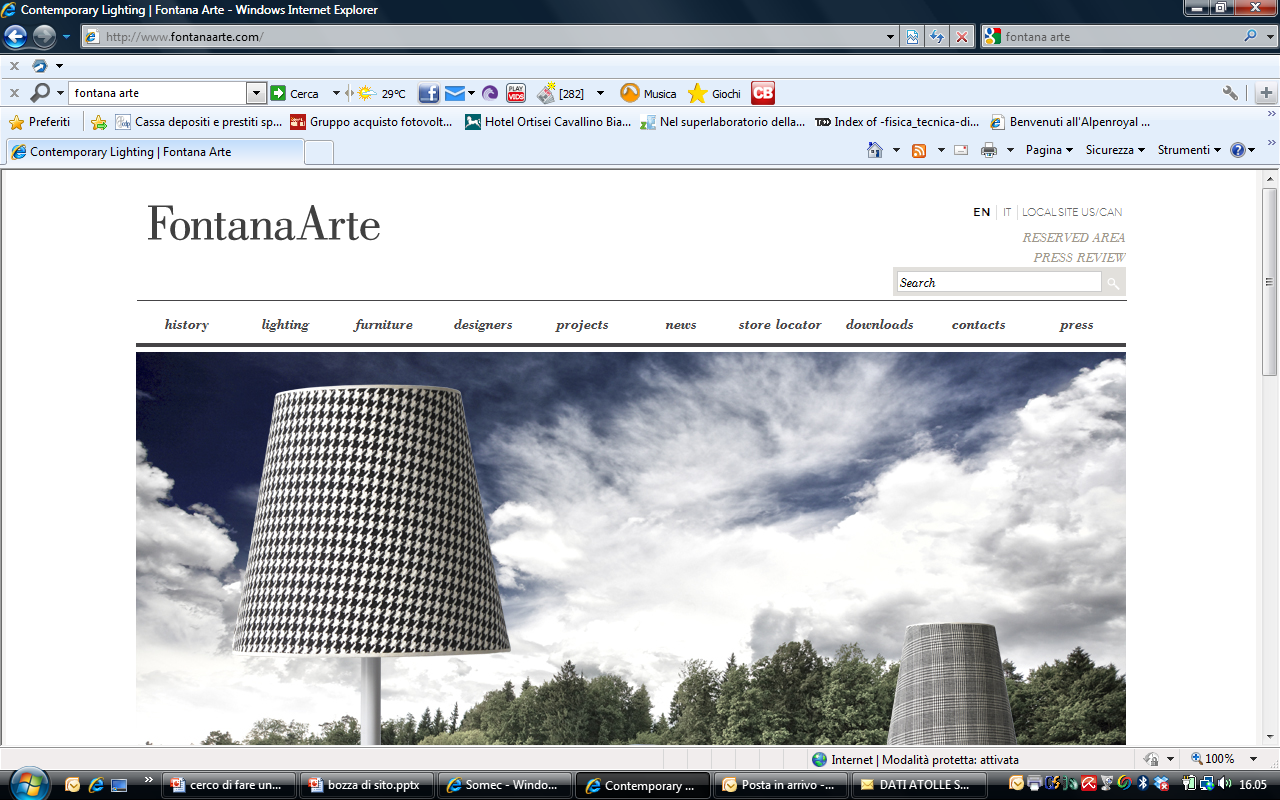 Contemporary Lighting | Fontana Arte - Windows Internet Explorer
http://www.fontanaarte.com/
fontana arte
fontana arte Cerca 29°C PLAY VIDS [282] Musica Giochi CB
Preferiti Cassa depositi e prestiti sp... Gruppo acquisto fotovolt... Hotel Ortisei Cavallino Bia... Nel superlaboratorio della... Index of -fisica_tecnica-di... Benvenuti all'Alpenroyal ...
Contemporary Lighting | Fontana Arte Pagina Sicurezza Strumenti
FontanaArte
EN | IT | LOCAL SITE US/CAN
RESERVED AREA
PRESS REVIEW
Search
history lighting furniture designers projects news store locator downloads contacts press
Internet | Modalità protetta: attivata 100%
cerco di fare un... bozza di sito.pptx Somec - Windo... Contemporary ... Posta in arrivo -... DATI ATOLLE S... 16.05